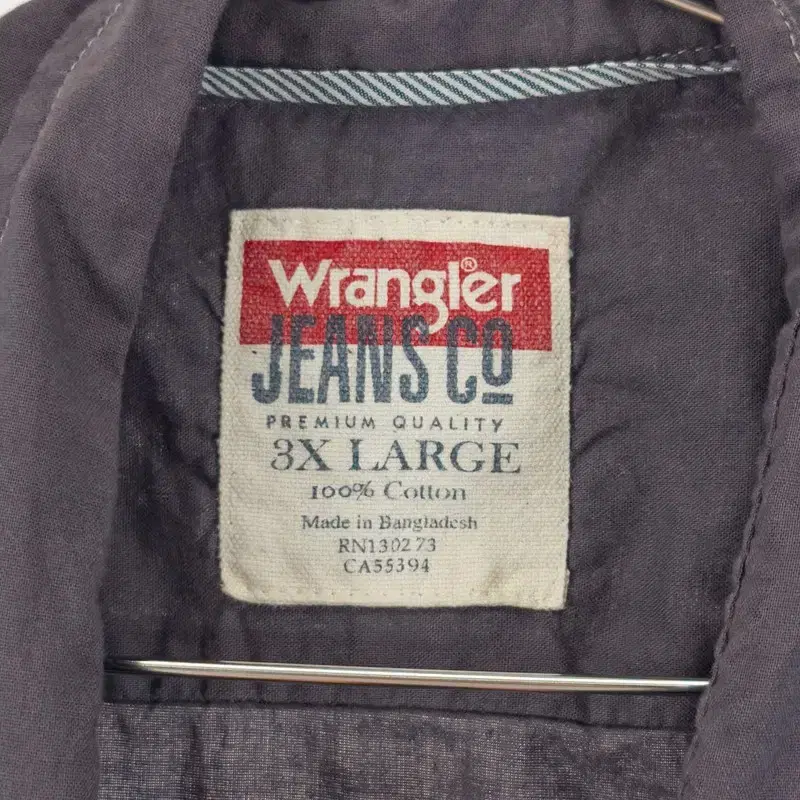 Wrangler®
JEANS CO
PREMIUM QUALITY
3X LARGE
100% Cotton
Made in Bangladesh
RN130273
CA55394